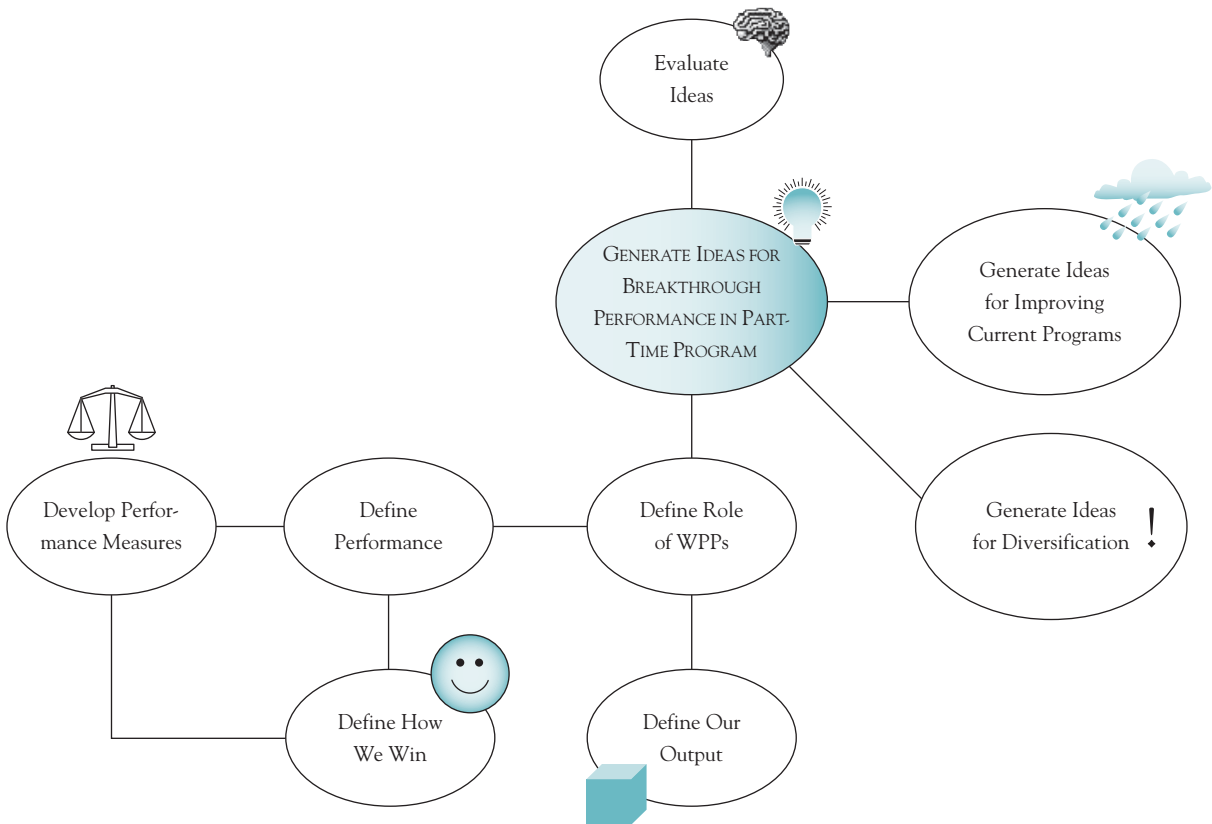 Evaluate
Ideas
GENERATE IDEAS FOR
BREAKTHROUGH
PERFORMANCE IN PART-
TIME PROGRAM
Generate Ideas
for Improving
Current Programs
Develop Perfor-
mance Measures
Define
Performance
Define Role
of WPPs
Generate Ideas
for Diversification !
Define How
We Win
Define Our
Output